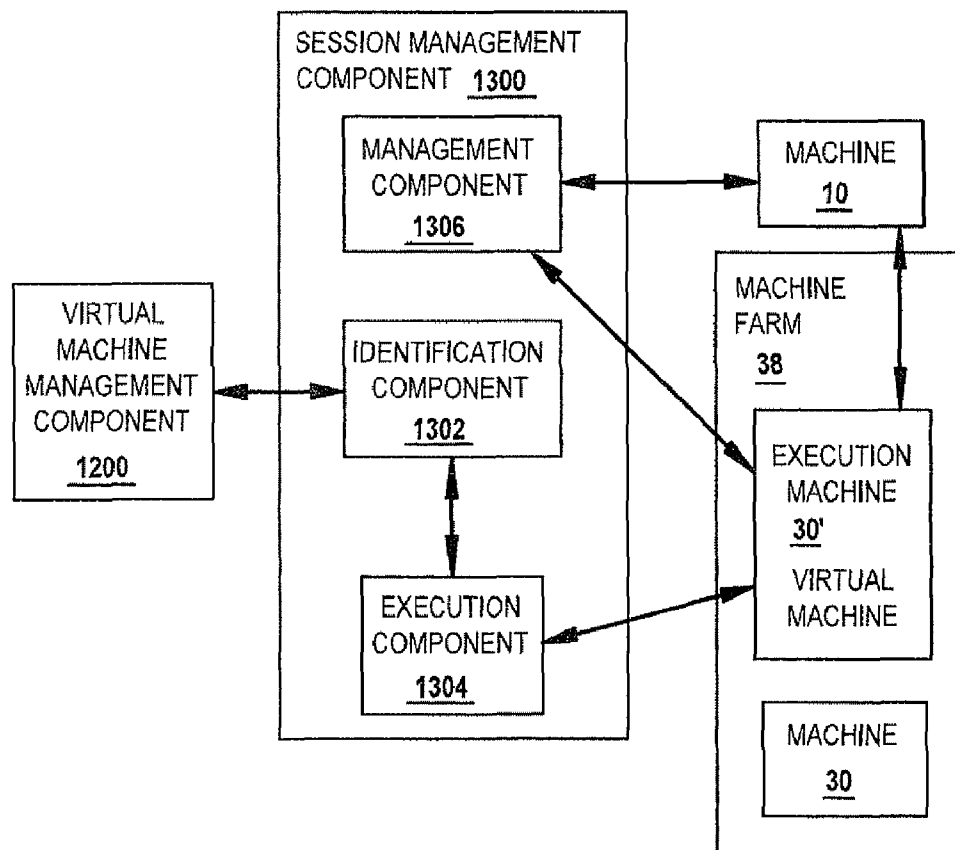 SESSION MANAGEMENT
COMPONENT 1300
MANAGEMENT
COMPONENT
1306
MACHINE
10
VIRTUAL
MACHINE
MANAGEMENT
COMPONENT
1200
IDENTIFICATION
COMPONENT
1302
MACHINE
FARM
38
EXECUTION
MACHINE
30'
VIRTUAL
MACHINE
EXECUTION
COMPONENT
1304
MACHINE
30